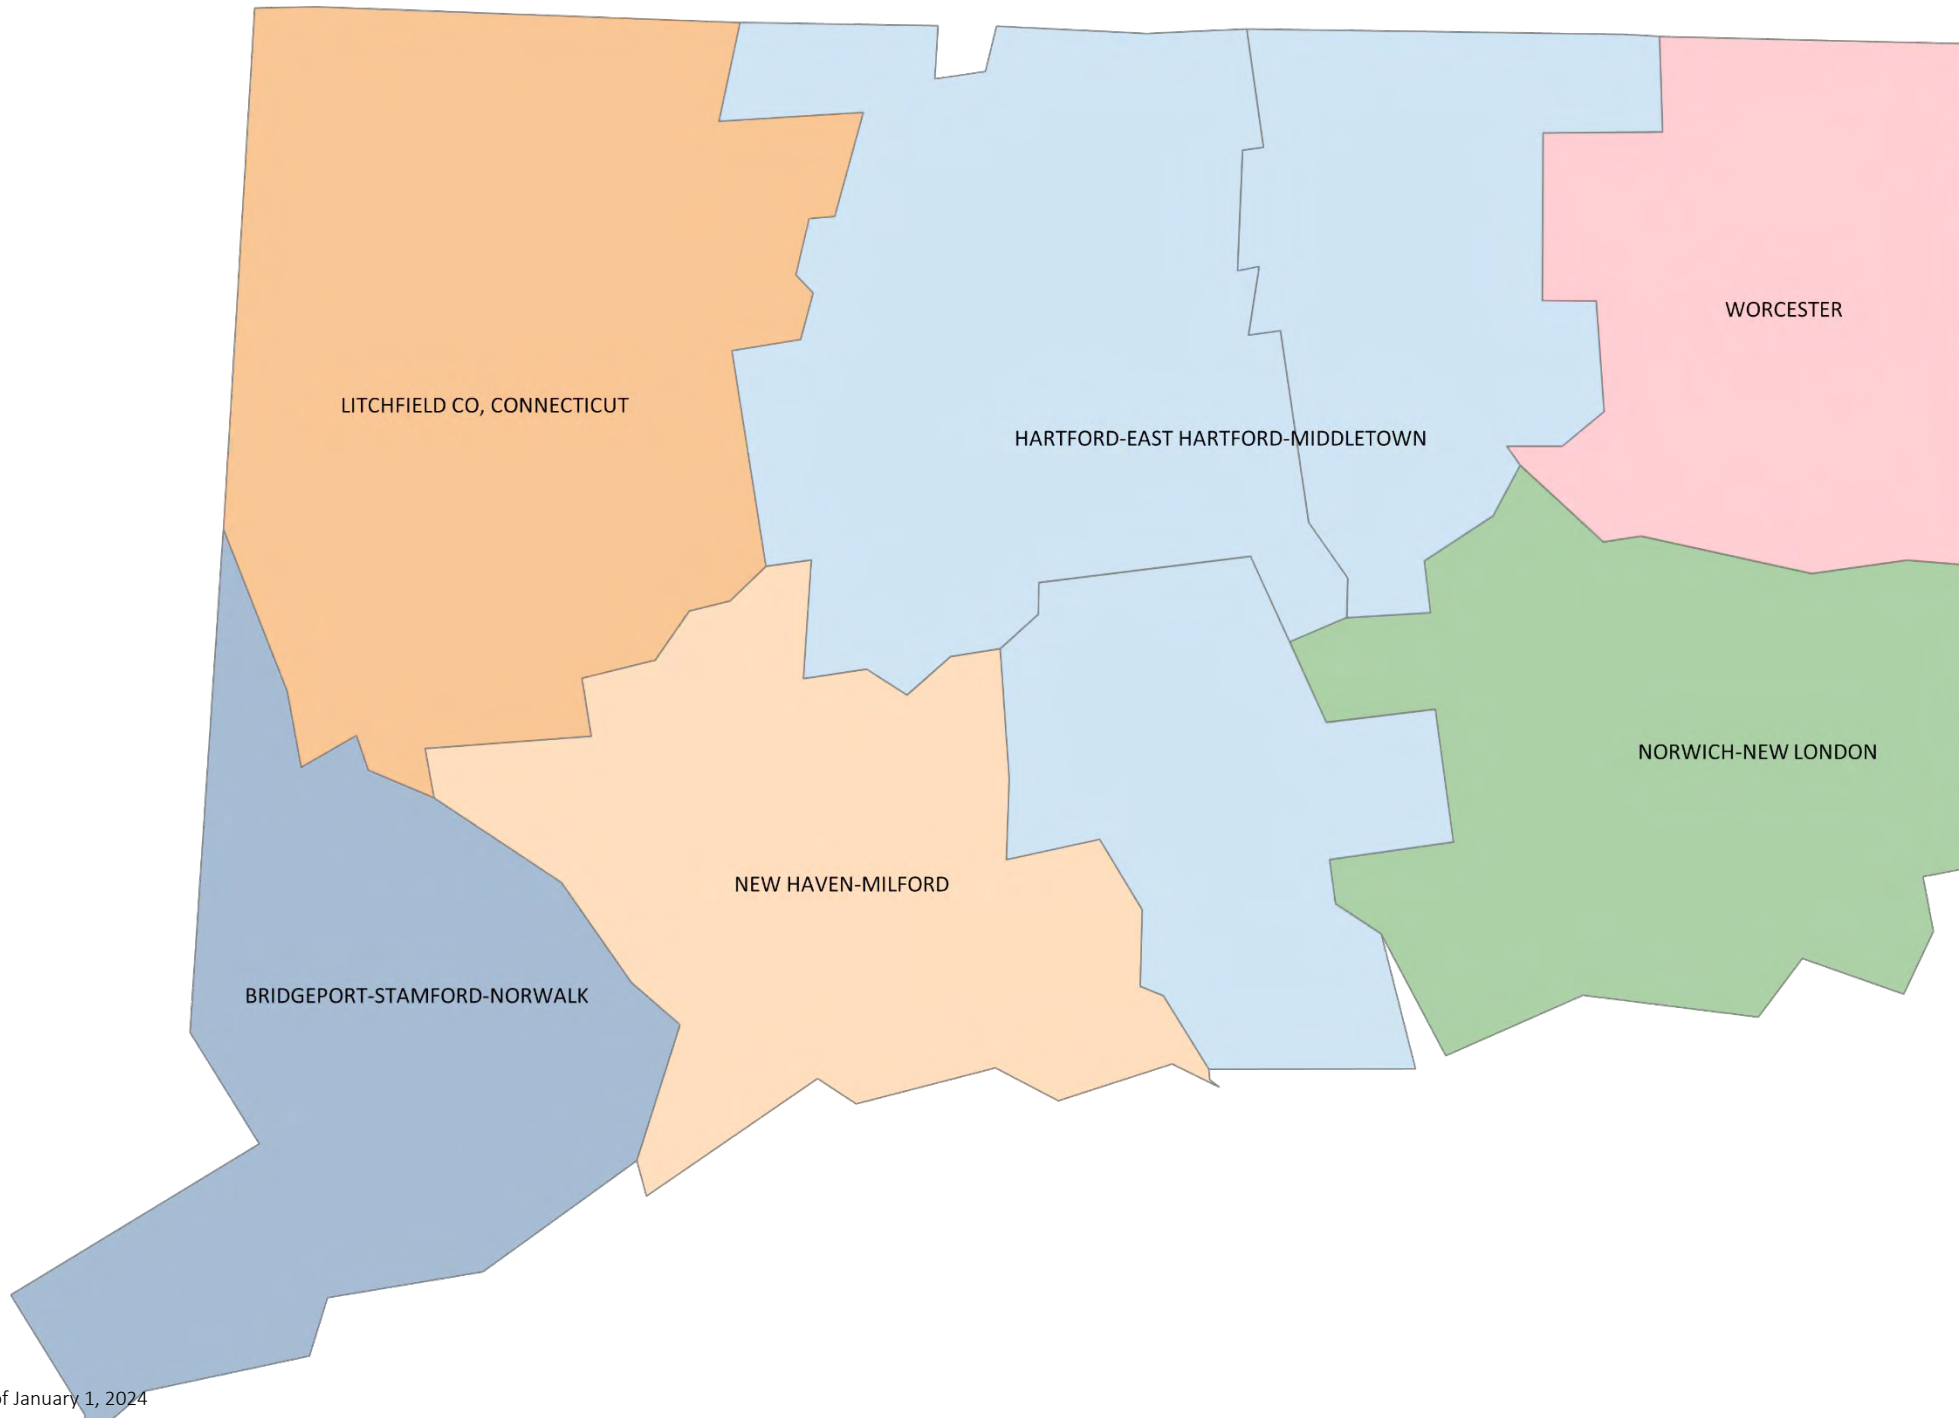 WORCESTER
LITCHFIELD CO, CONNECTICUT
HARTFORD-EAST HARTFORD-MIDDLETOWN
NORWICH-NEW LONDON
NEW HAVEN-MILFORD
BRIDGEPORT-STAMFORD-NORWALK
of January 1, 2024